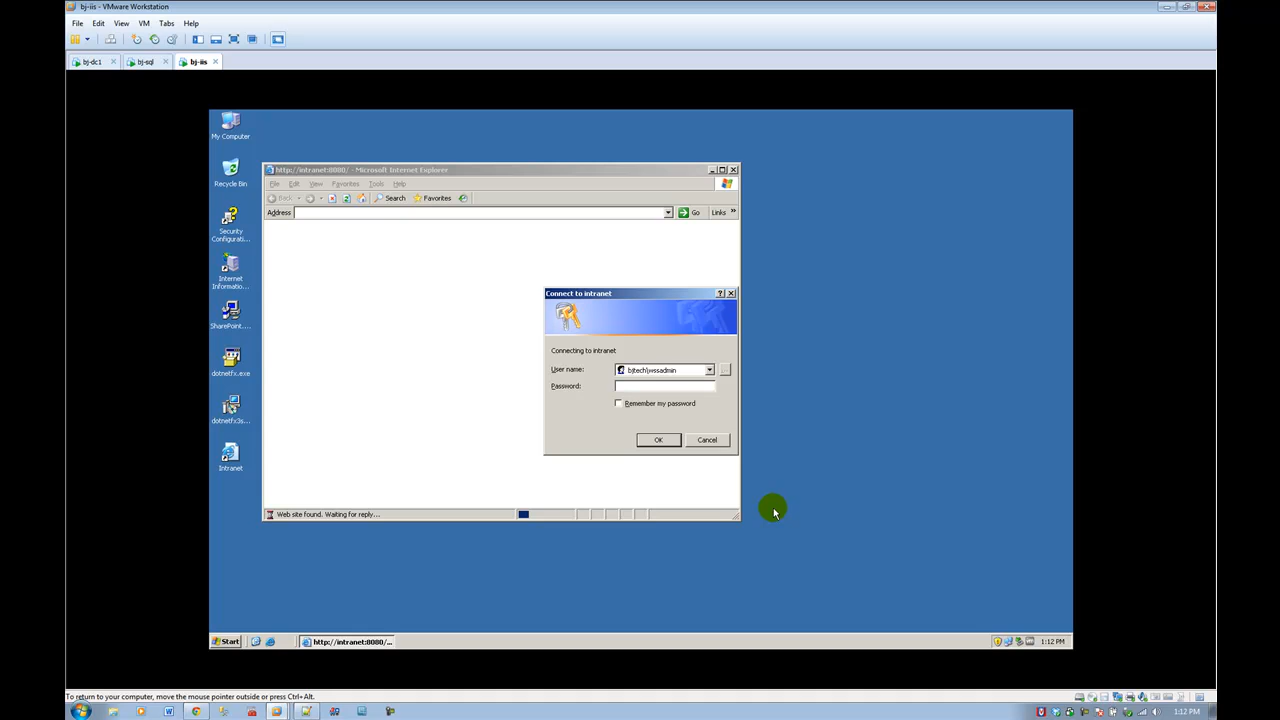 bj-iis - VMware Workstation
File Edit View VM Tabs Help
bj-dc1 bj-sql bj-iis
My Computer
Recycle Bin
Security
Configurati...
Internet
Informatio...
SharePoint....
dotnetfx.exe
dotnetfx3s...
Intranet
http://intranet:8080/ - Microsoft Internet Explorer
File Edit View Favorites Tools Help
Back Search Favorites
Address Go Links »
Connect to intranet
Connecting to intranet
User name: bjtech\jwssadmin
Password:
Remember my password
OK Cancel
Web site found. Waiting for reply...
Start http://intranet:8080/... 1:12 PM
To return to your computer, move the mouse pointer outside or press Ctrl+Alt.
1:12 PM